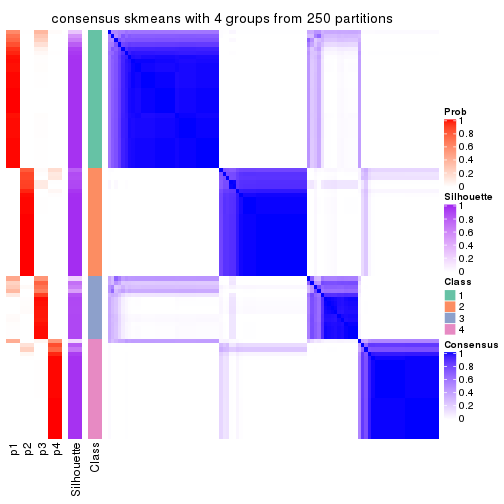 consensus skmeans with 4 groups from 250 partitions
Prob
1
0.8
0.6
0.4
0.2
0
Silhouette
1
0.8
0.6
0.4
0.2
0
Class
1
2
3
4
Consensus
1
0.8
0.6
0.4
0.2
0
p1
p2
p3
p4
Silhouette
Class